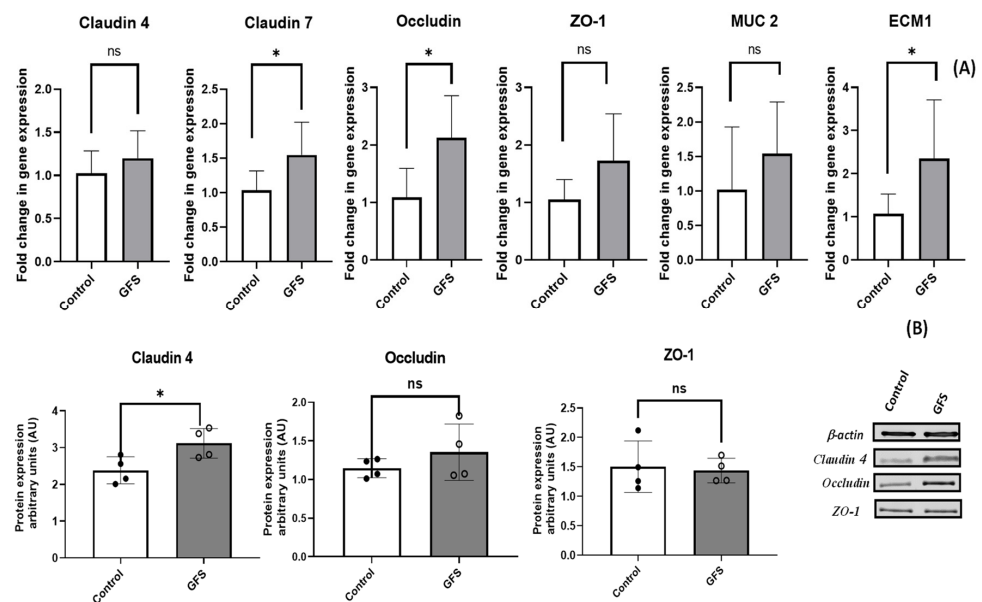 Claudin 4
Claudin 7
Occludin
ZO-1
MUC 2
ECM1
(A)
ns
*
*
ns
ns
*
Fold change in gene expression
2.0
1.5
1.0
0.5
0.0
Control
GFS
Fold change in gene expression
2.5
2.0
1.5
1.0
0.5
0.0
Control
GFS
Fold change in gene expression
3
2
1
0
Control
GFS
Fold change in gene expression
3
2
1
0
Control
GFS
Fold change in gene expression
2.5
2.0
1.5
1.0
0.5
0.0
Control
GFS
Fold change in gene expression
4
3
2
1
0
Control
GFS
(B)
Claudin 4
*
Protein expression
arbitrary units (AU)
4
3
2
1
0
Control
GFS
Occludin
ns
Protein expression
arbitrary units (AU)
2.0
1.5
1.0
0.5
0.0
Control
GFS
ZO-1
ns
Protein expression
arbitrary units (AU)
2.5
2.0
1.5
1.0
0.5
0.0
Control
GFS
Control
GFS
β-actin
Claudin 4
Occludin
ZO-1